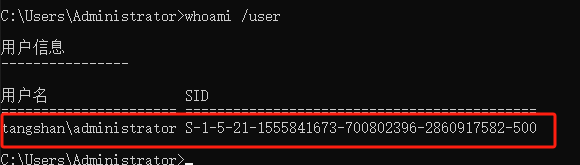 C:\Users\Administrator>whoami /user
用户信息
----------------
用户名 SID
======================= =============================================
tangshan\administrator S-1-5-21-1555841673-700802396-2860917582-500
C:\Users\Administrator>_